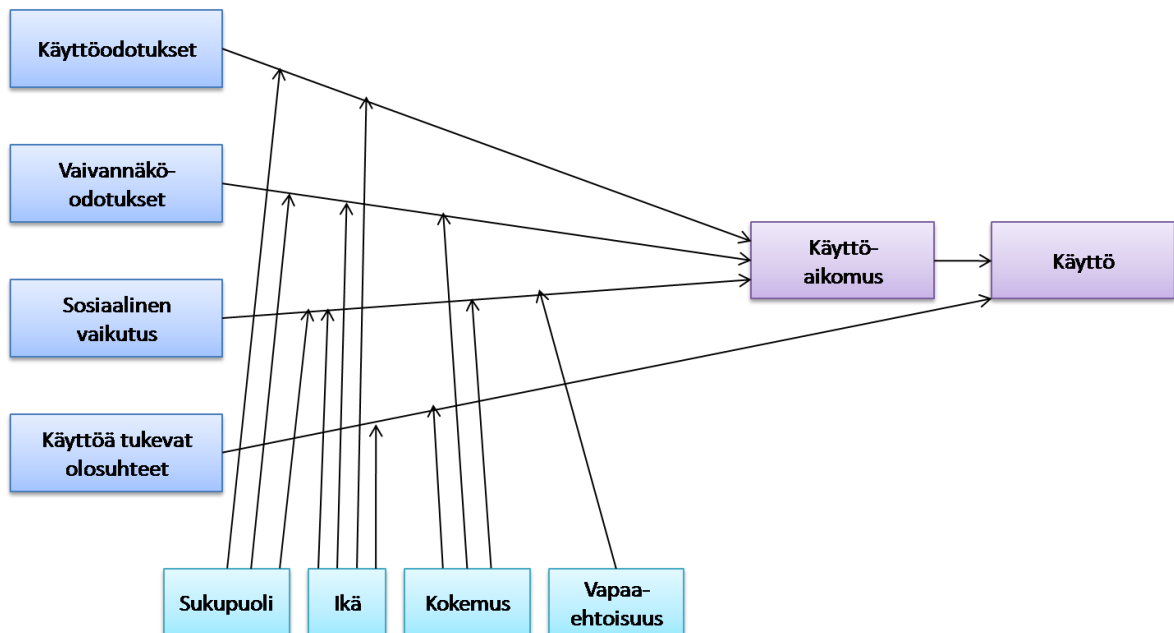 Käyttöodotukset
Vaivannäkö-
odotukset
Sosiaalinen
vaikutus
Käyttöä tukevat
olosuhteet
Käyttö-
aikomus
Käyttö
Sukupuoli
Ikä
Kokemus
Vapaa-
ehtoisuus